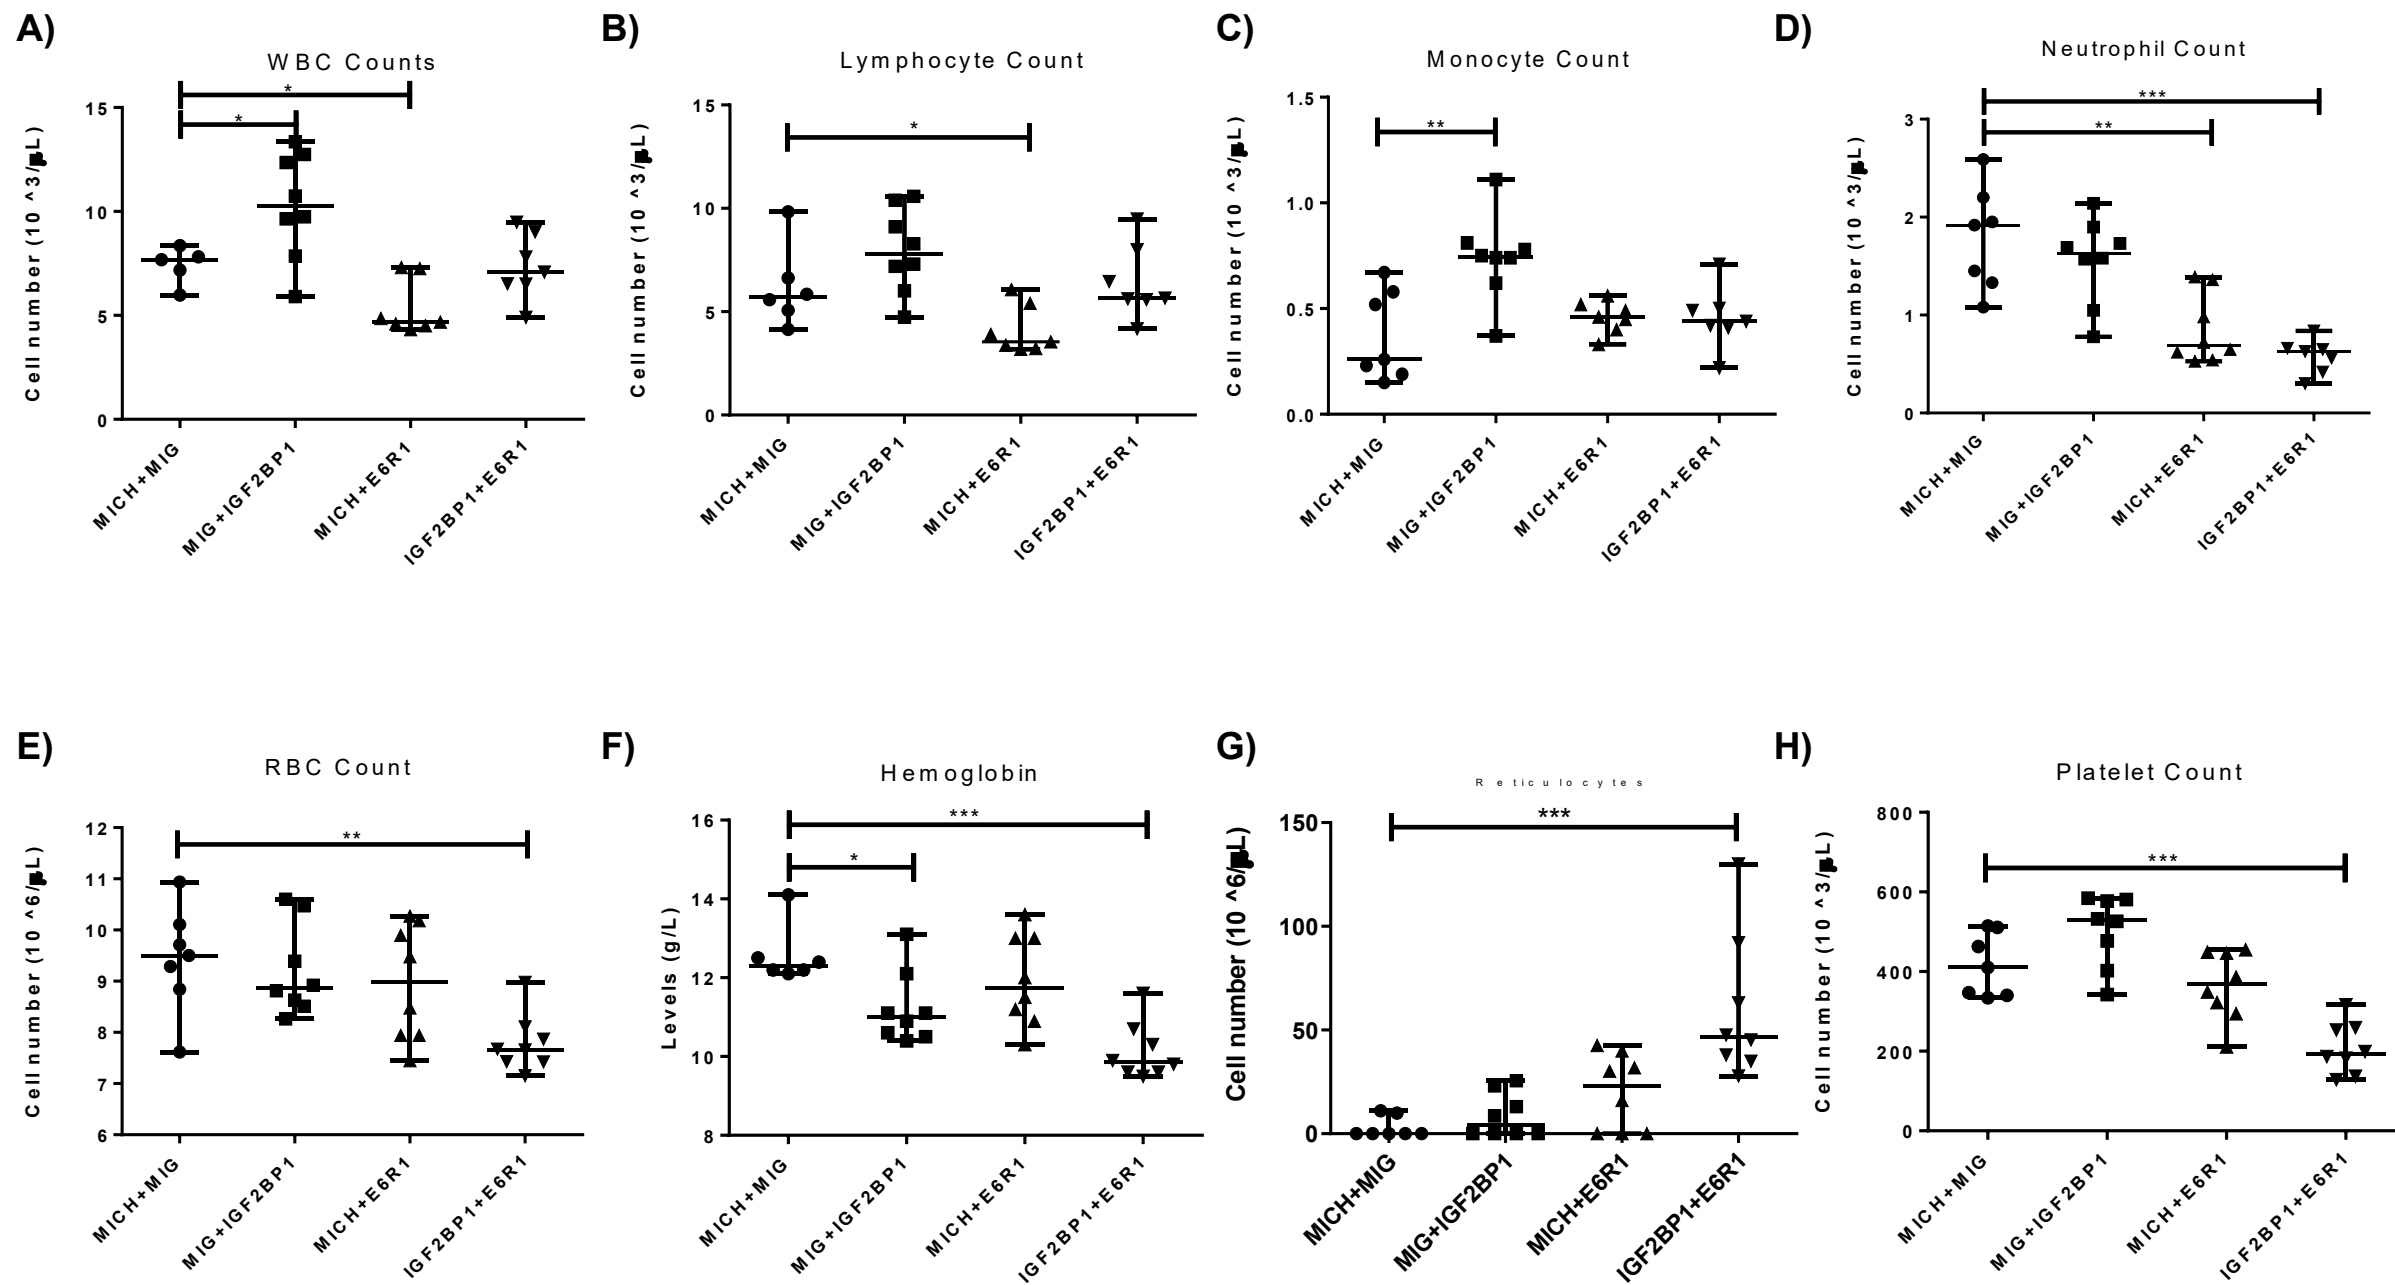 A)
WBC Counts
*
*
Cell number (10^3/μL)
15
10
5
0
MICH+MIG
MIG+IGF2BP1
MICH+E6R1
IGF2BP1+E6R1
B)
Lymphocyte Count
*
Cell number (10^3/μL)
15
10
5
0
MICH+MIG
MIG+IGF2BP1
MICH+E6R1
IGF2BP1+E6R1
C)
Monocyte Count
**
Cell number (10^3/μL)
1.5
1.0
0.5
0.0
MICH+MIG
MIG+IGF2BP1
MICH+E6R1
IGF2BP1+E6R1
D)
Neutrophil Count
***
**
Cell number (10^3/μL)
3
2
1
0
MICH+MIG
MIG+IGF2BP1
MICH+E6R1
IGF2BP1+E6R1
E)
RBC Count
**
Cell number (10^6/μL)
12
11
10
9
8
7
6
MICH+MIG
MIG+IGF2BP1
MICH+E6R1
IGF2BP1+E6R1
F)
Hemoglobin
***
*
Levels (g/L)
16
14
12
10
8
MICH+MIG
MIG+IGF2BP1
MICH+E6R1
IGF2BP1+E6R1
G)
Reticulocytes
***
Cell number (10^6/μL)
150
100
50
0
MICH+MIG
MIG+IGF2BP1
MICH+E6R1
IGF2BP1+E6R1
H)
Platelet Count
***
Cell number (10^3/μL)
800
600
400
200
0
MICH+MIG
MIG+IGF2BP1
MICH+E6R1
IGF2BP1+E6R1